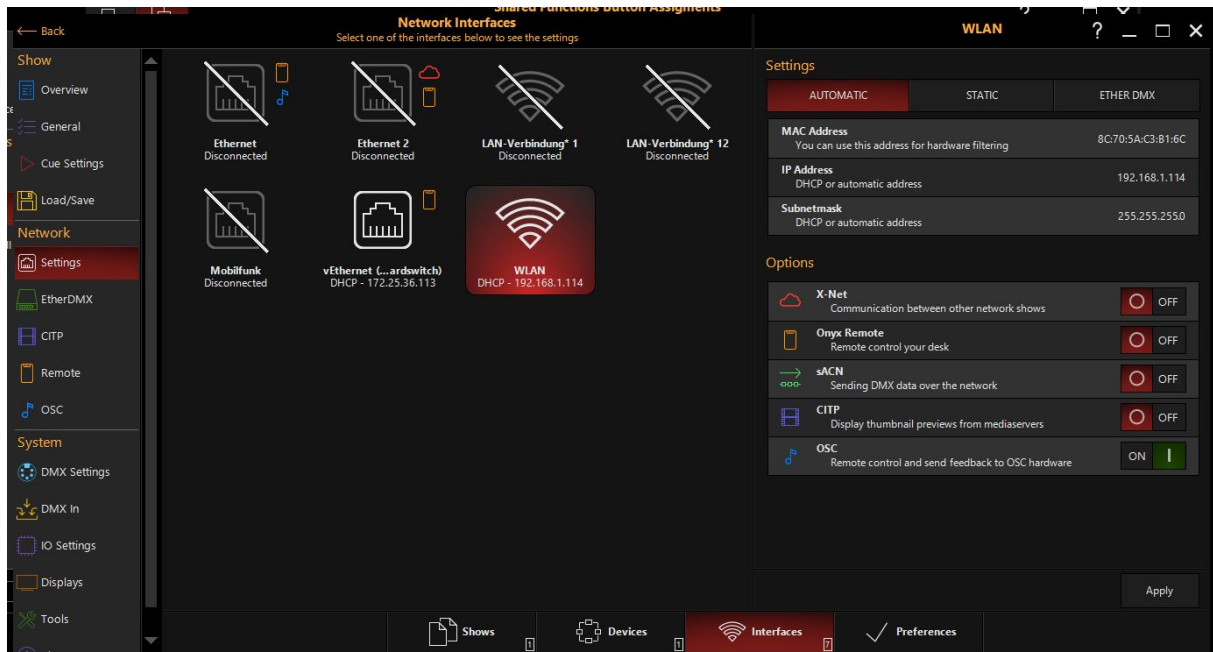 Shared Functions Button Assigments
Back
Network Interfaces
Select one of the interfaces below to see the settings
WLAN
?
Show
Overview
General
Cue Settings
Load/Save
Network
Settings
EtherDMX
CITP
Remote
OSC
System
DMX Settings
DMX In
IO Settings
Displays
Tools
Ethernet
Disconnected
Ethernet 2
Disconnected
LAN-Verbindung* 1
Disconnected
LAN-Verbindung* 12
Disconnected
Mobilfunk
Disconnected
vEthernet (...ardswitch)
DHCP - 172.25.36.113
WLAN
DHCP - 192.168.1.114
Settings
AUTOMATIC STATIC ETHER DMX
MAC Address
You can use this address for hardware filtering
8C:70:5A:C3:B1:6C
IP Address
DHCP or automatic address
192.168.1.114
Subnetmask
DHCP or automatic address
255.255.255.0
Options
X-Net
Communication between other network shows
OFF
Onyx Remote
Remote control your desk
OFF
sACN
Sending DMX data over the network
OFF
CITP
Display thumbnail previews from mediaservers
OFF
OSC
Remote control and send feedback to OSC hardware
ON
Apply
Shows 1
Devices 1
Interfaces 7
Preferences